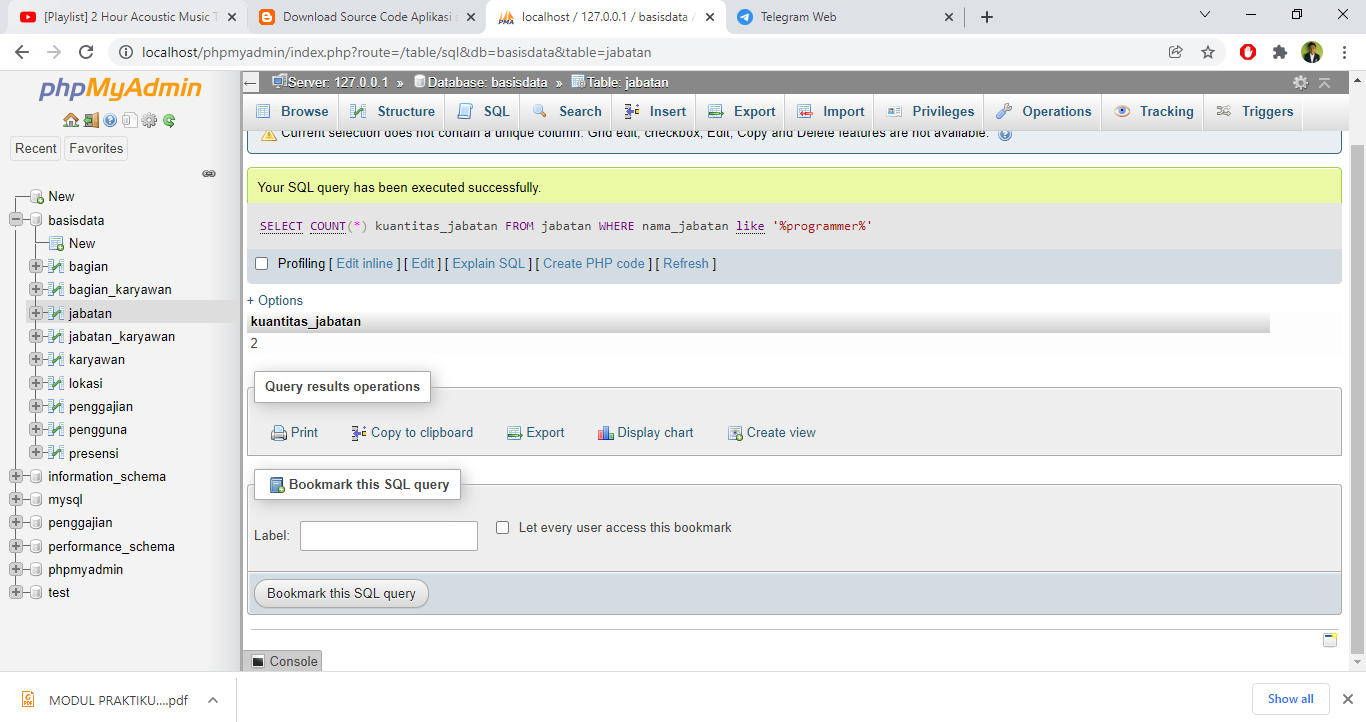 [Playlist] 2 Hour Acoustic Music T
Download Source Code Aplikasi
localhost / 127.0.0.1 / basisdata /
Telegram Web
localhost/phpmyadmin/index.php?route=/table/sql&db=basisdata&table=jabatan
phpMyAdmin
Recent
Favorites
New
basisdata
New
bagian
bagian_karyawan
jabatan
jabatan_karyawan
karyawan
lokasi
penggajian
pengguna
presensi
information_schema
mysql
penggajian
performance_schema
phpmyadmin
test
Server: 127.0.0.1 » Database: basisdata » Table: jabatan
Browse Structure SQL Search Insert Export Import Privileges Operations Tracking Triggers
Current selection does not contain a unique column. Grid edit, checkbox, Edit, Copy and Delete features are not available.
Your SQL query has been executed successfully.
SELECT COUNT(*) kuantitas_jabatan FROM jabatan WHERE nama_jabatan like '%programmer%'
Profiling [ Edit inline ] [ Edit ] [ Explain SQL ] [ Create PHP code ] [ Refresh ]
+ Options
kuantitas_jabatan
2
Query results operations
Print Copy to clipboard Export Display chart Create view
Bookmark this SQL query
Label:
Let every user access this bookmark
Bookmark this SQL query
Console
MODUL PRAKTIKU....pdf
Show all